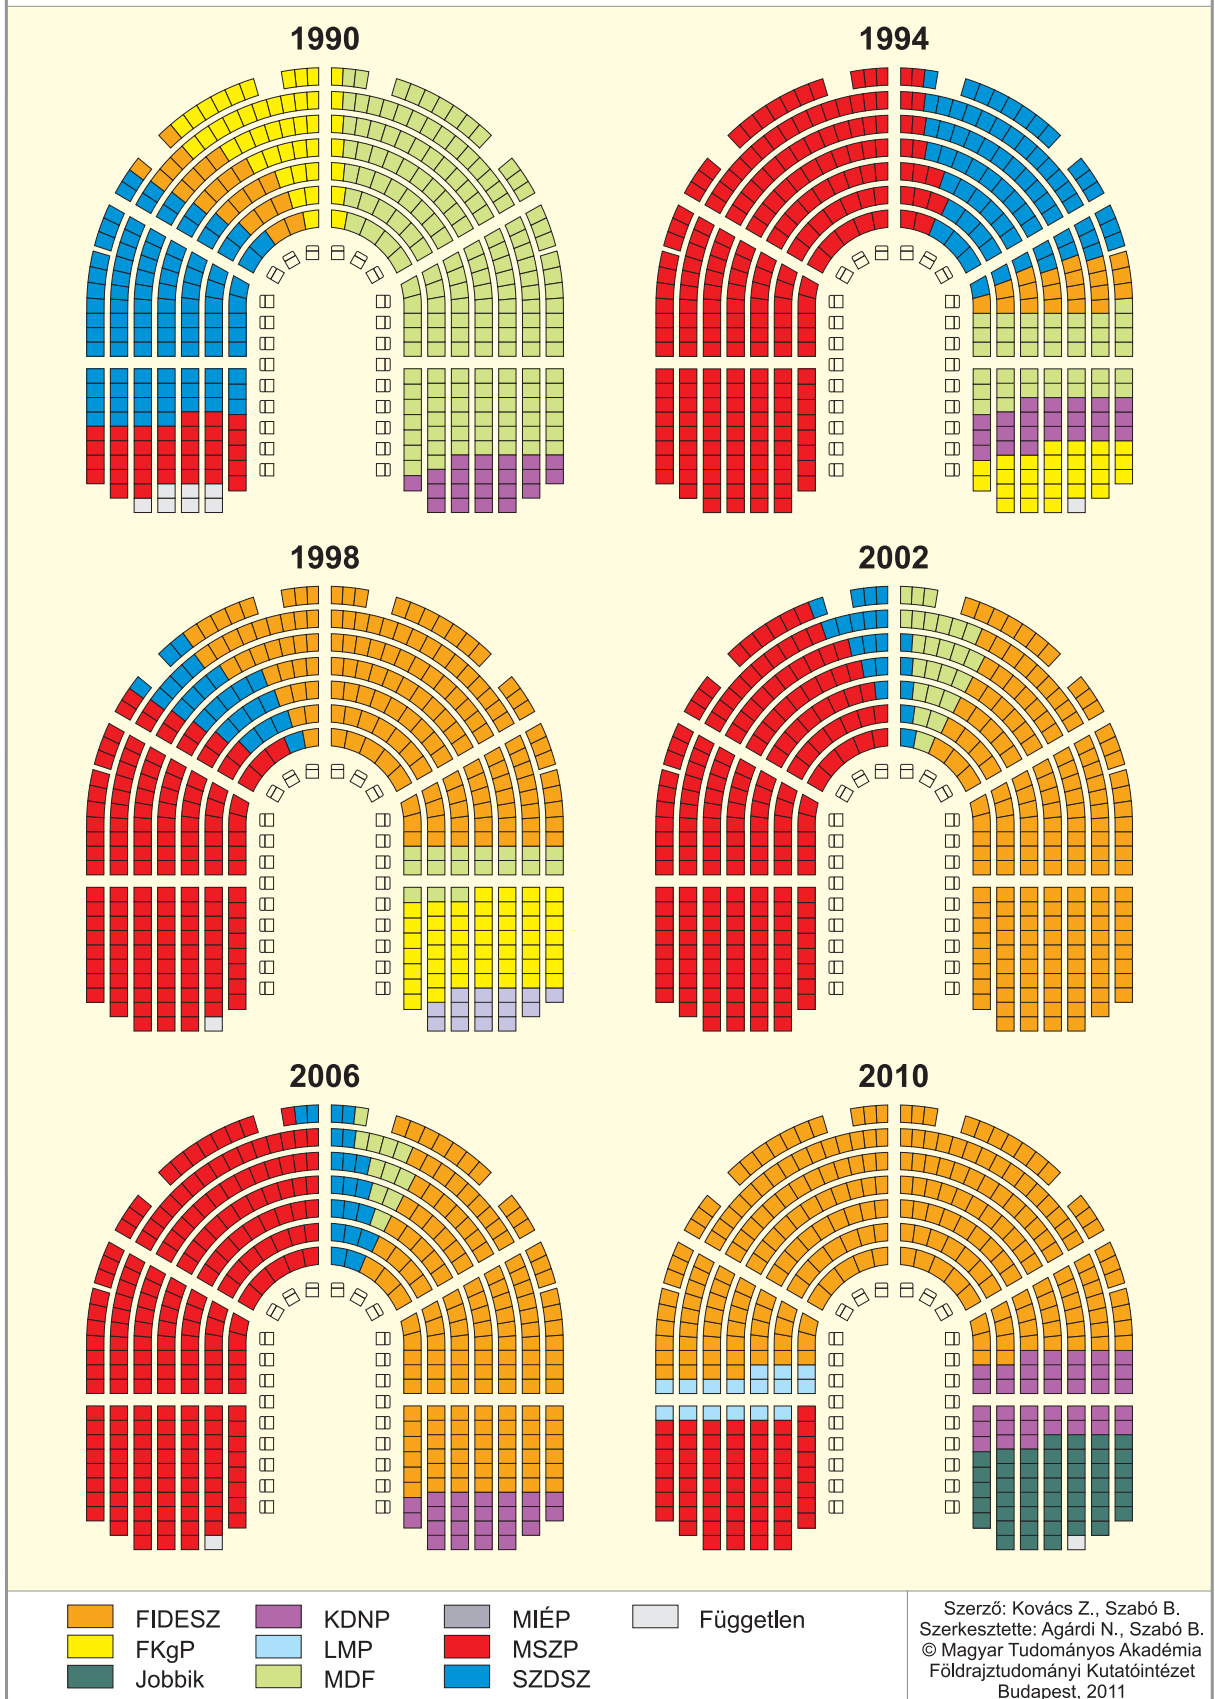 1990
1994
1998
2002
2006
2010
FIDESZ
FKgP
Jobbik
KDNP
LMP
MDF
MIÉP
MSZP
SZDSZ
Független
Szerző: Kovács Z., Szabó B.
Szerkesztette: Agárdi N., Szabó B.
© Magyar Tudományos Akadémia
Földrajztudományi Kutatóintézet
Budapest, 2011